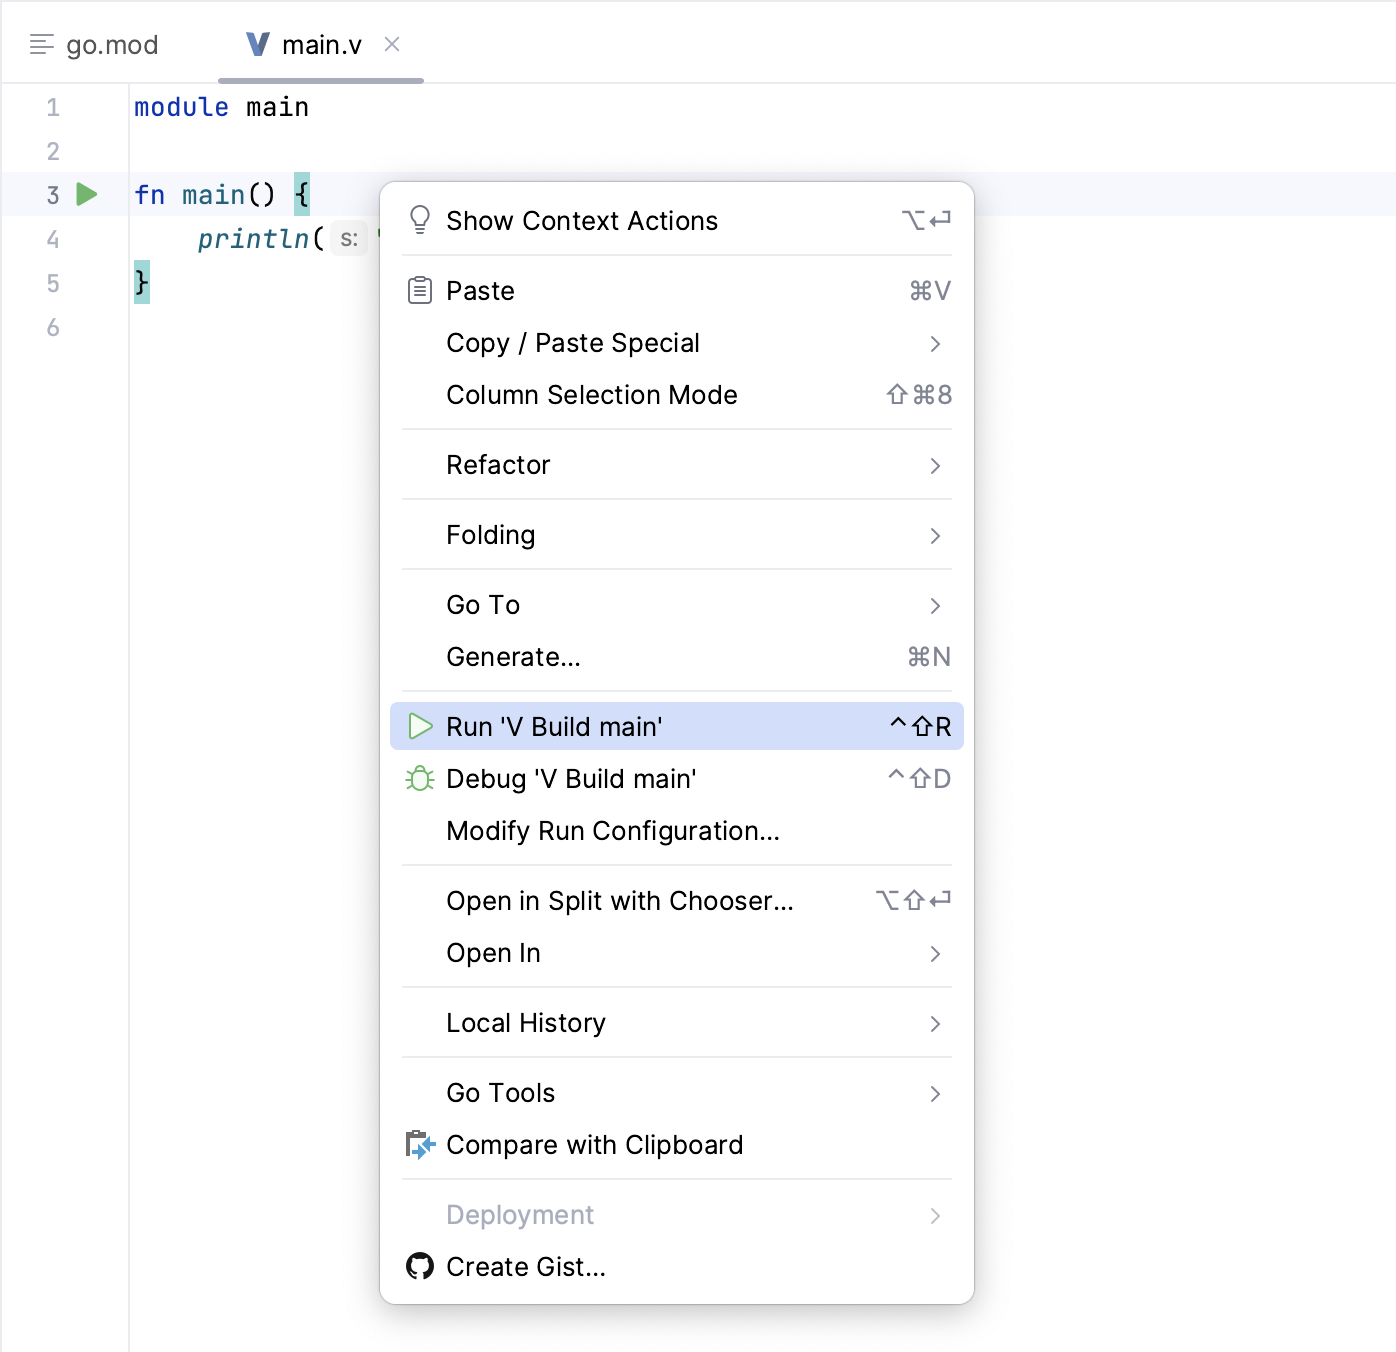 go.mod main.v
1 module main
2
3 fn main() {
4 println( s: "
5 }
6
Show Context Actions ⌥↩
Paste ⌘V
Copy / Paste Special
Column Selection Mode ⇧⌘8
Refactor
Folding
Go To
Generate... ⌘N
Run 'V Build main' ^⇧R
Debug 'V Build main' ^⇧D
Modify Run Configuration...
Open in Split with Chooser... ⌥⇧↩
Open In
Local History
Go Tools
Compare with Clipboard
Deployment
Create Gist...